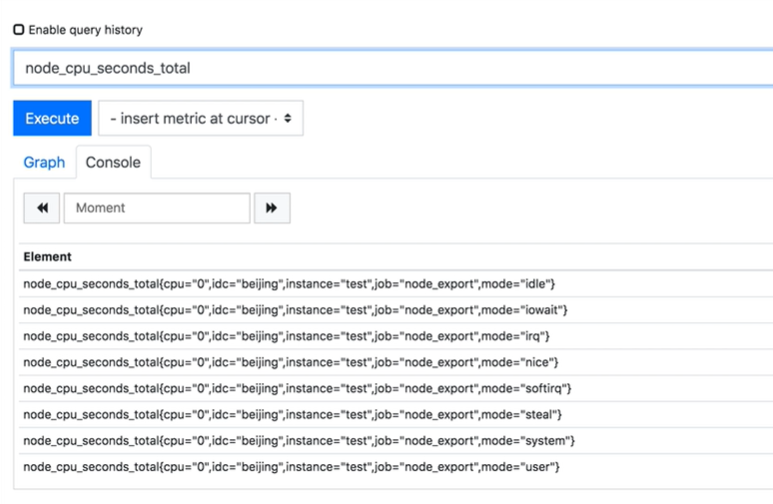 Enable query history
node_cpu_seconds_total
Execute - insert metric at cursor -
Graph Console
Moment
Element
node_cpu_seconds_total{cpu="0",idc="beijing",instance="test",job="node_export",mode="idle"}
node_cpu_seconds_total{cpu="0",idc="beijing",instance="test",job="node_export",mode="iowait"}
node_cpu_seconds_total{cpu="0",idc="beijing",instance="test",job="node_export",mode="irq"}
node_cpu_seconds_total{cpu="0",idc="beijing",instance="test",job="node_export",mode="nice"}
node_cpu_seconds_total{cpu="0",idc="beijing",instance="test",job="node_export",mode="softirq"}
node_cpu_seconds_total{cpu="0",idc="beijing",instance="test",job="node_export",mode="steal"}
node_cpu_seconds_total{cpu="0",idc="beijing",instance="test",job="node_export",mode="system"}
node_cpu_seconds_total{cpu="0",idc="beijing",instance="test",job="node_export",mode="user"}